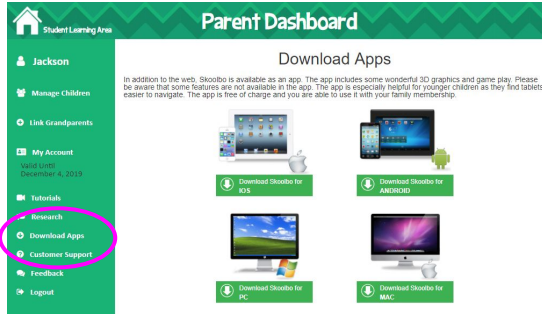 Student Learning Area
Parent Dashboard
Jackson
Manage Children
Link Grandparents
My Account
Valid Until
December 4, 2019
Tutorials
Research
Download Apps
Customer Support
Feedback
Logout
Download Apps
In addition to the web, Skoolbo is available as an app. The app includes some wonderful 3D graphics and game play. Please
be aware that some features are not available in the app. The app is especially helpful for younger children as they find tablets
easier to navigate. The app is free of charge and you are able to use it with your family membership.
Download Skoolbo for
IOS
Download Skoolbo for
ANDROID
Download Skoolbo for
PC
Download Skoolbo for
MAC